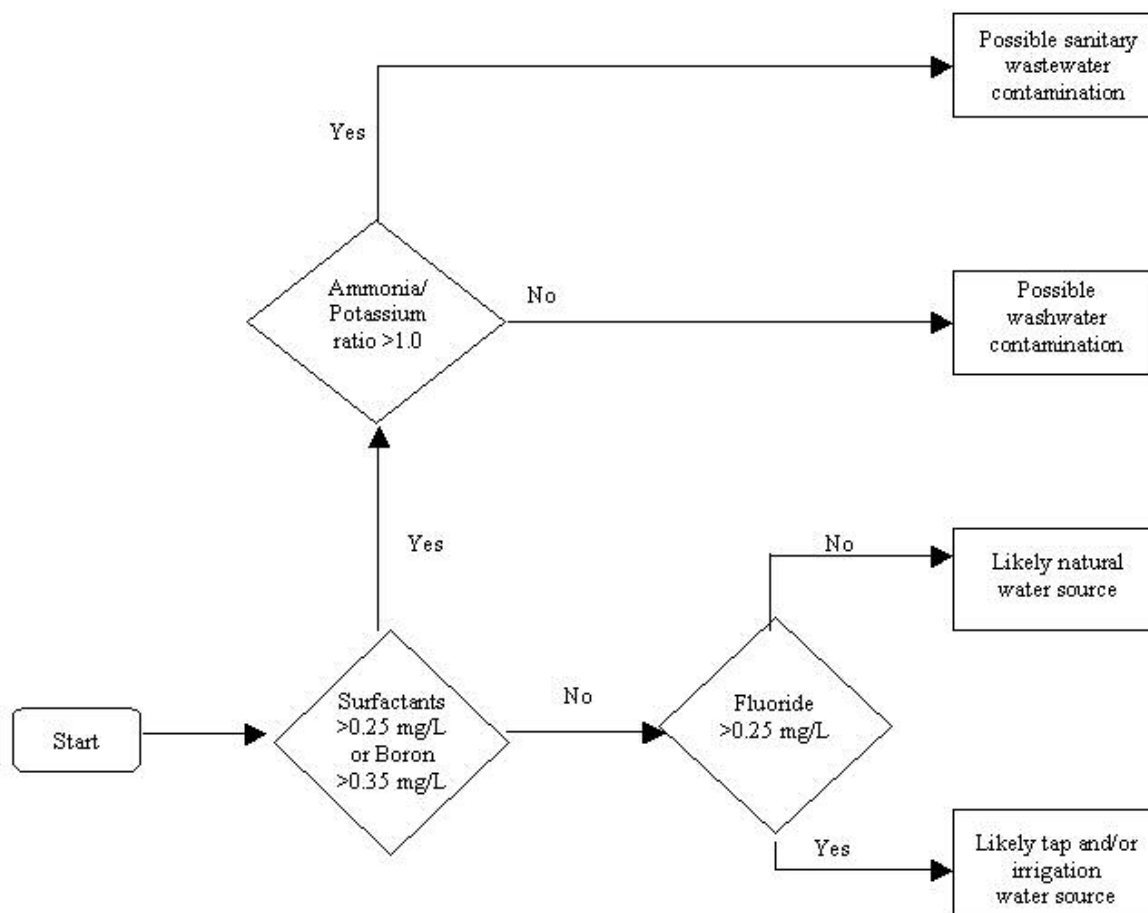 Possible sanitary
wastewater
contamination
Yes
Ammonia/
Potassium
ratio >1.0
No
Possible
washwater
contamination
Yes
No
Likely natural
water source
Start
Surfactants
>0.25 mg/L
or Boron
>0.35 mg/L
No
Fluoride
>0.25 mg/L
Yes
Likely tap and/or
irrigation
water source